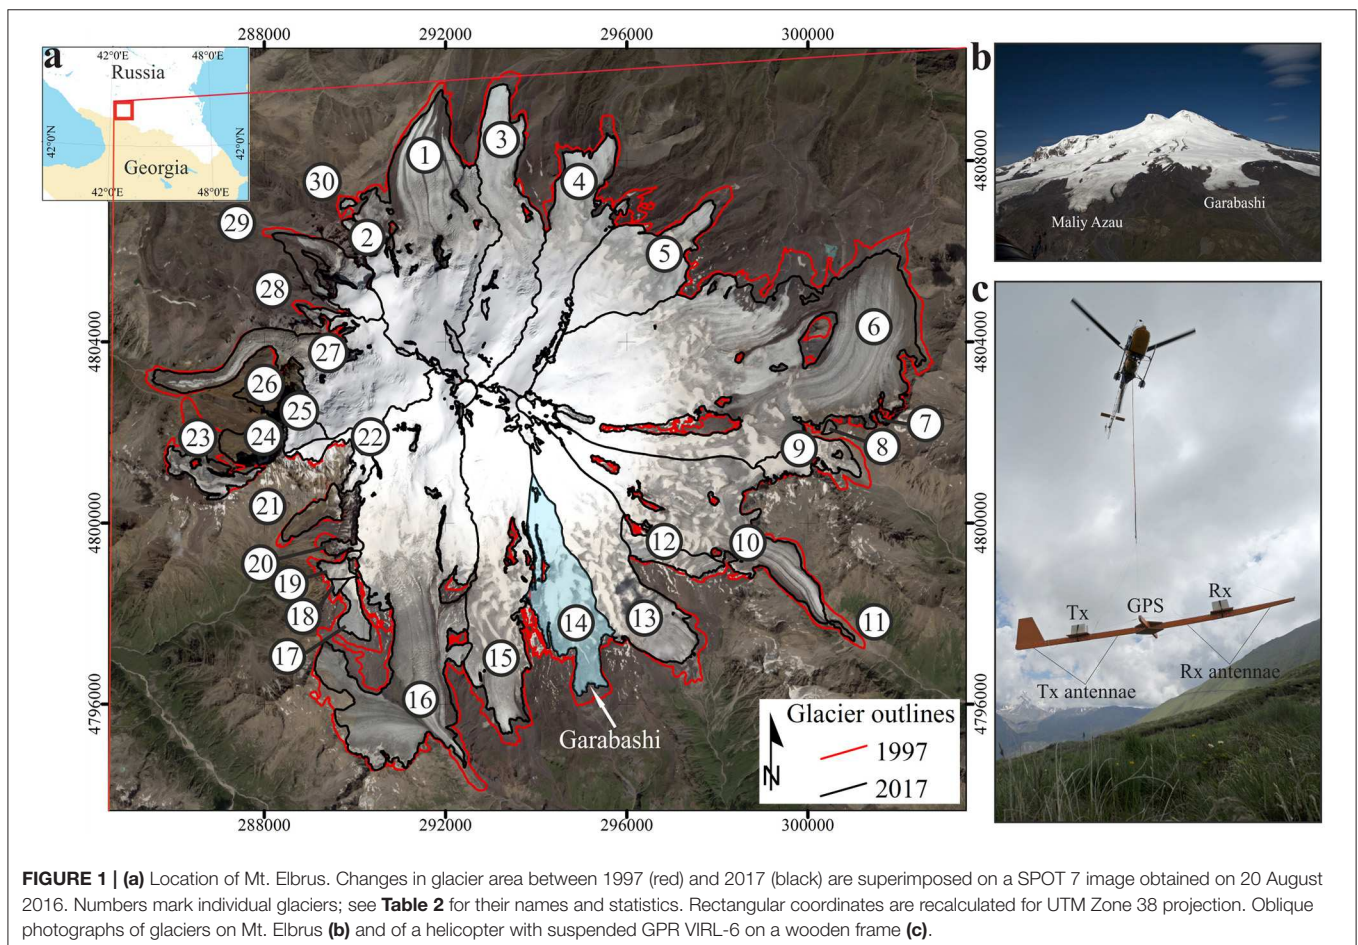 288000 292000 296000 300000
a
42°0'E 48°0'E
Russia
42°0'N 42°0'N
Georgia
42°0'E 48°0'E
4808000
4804000 4804000
4800000 4800000
4796000 4796000
1
2
3
4
5
6
7
8
9
10
11
12
13
14
15
16
17
18
19
20
21
22
23
24
25
26
27
28
29
30
Garabashi
Glacier outlines
1997
2017
N
288000 292000 296000 300000
b
Maliy Azau
Garabashi
c
Tx GPS Rx
Tx antennae Rx antennae
FIGURE 1 | (a) Location of Mt. Elbrus. Changes in glacier area between 1997 (red) and 2017 (black) are superimposed on a SPOT 7 image obtained on 20 August
2016. Numbers mark individual glaciers; see Table 2 for their names and statistics. Rectangular coordinates are recalculated for UTM Zone 38 projection. Oblique
photographs of glaciers on Mt. Elbrus (b) and of a helicopter with suspended GPR VIRL-6 on a wooden frame (c).